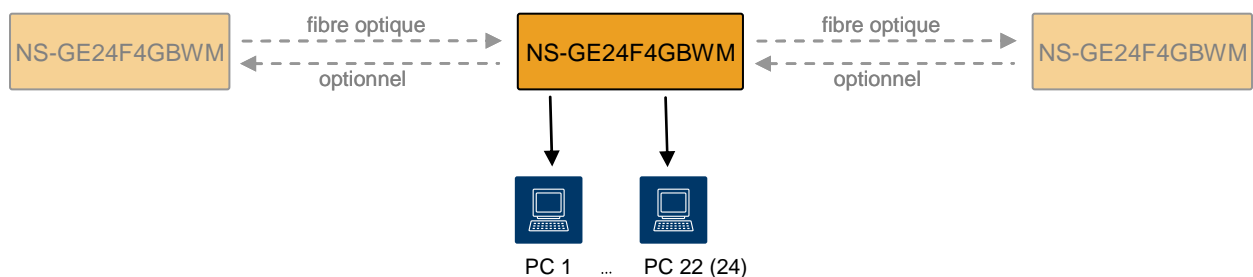 fibre optique
fibre optique
NS-GE24F4GBWM
NS-GE24F4GBWM
NS-GE24F4GBWM
optionnel
optionnel
PC 1 ... PC 22 (24)